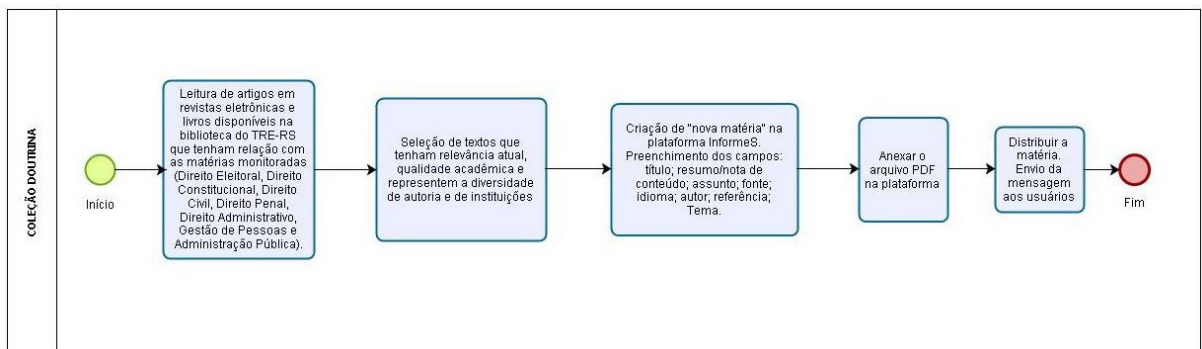 COLEÇÃO DOUTRINA
Início
Leitura de artigos em
revistas eletrônicas e
livros disponíveis na
biblioteca do TRE-RS
que tenham relação com
as matérias monitoradas
(Direito Eleitoral, Direito
Constitucional, Direito
Civil, Direito Penal,
Direito Administrativo,
Gestão de Pessoas e
Administração Pública).
Seleção de textos que
tenham relevância atual,
qualidade acadêmica e
representem a diversidade
de autoria e de instituições
Criação de "nova matéria" na
plataforma InformeS.
Preenchimento dos campos:
título; resumo/nota de
conteúdo; assunto; fonte;
idioma; autor; referência;
Tema.
Anexar o
arquivo PDF
na plataforma
Distribuir a
matéria.
Envio da
mensagem
aos usuários
Fim